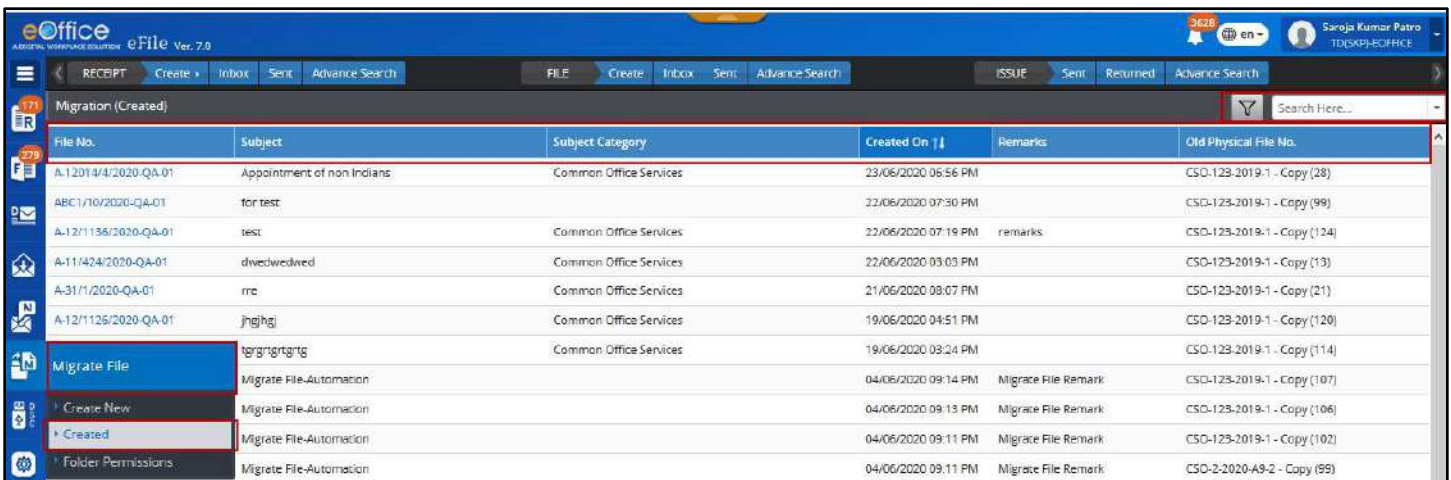 eOffice
A DIGITAL WORKPLACE SOLUTION eFile Ver. 7.0
3628 en Saroja Kumar Patro
TD(SKP)-EOFFICE
RECEIPT Create Inbox Sent Advance Search FILE Create Inbox Sent Advance Search ISSUE Sent Returned Advance Search
171 R Migration (Created) Search Here...
File No. Subject Subject Category Created On Remarks Old Physical File No.
279 F
A-12014/4/2020-QA-01 Appointment of non Indians Common Office Services 23/06/2020 06:56 PM CSO-123-2019-1 - Copy (28)
ABC1/10/2020-QA-01 for test 22/06/2020 07:30 PM CSO-123-2019-1 - Copy (99)
A-12/1136/2020-QA-01 test Common Office Services 22/06/2020 07:19 PM remarks CSO-123-2019-1 - Copy (124)
A-11/424/2020-QA-01 dwedwedwed Common Office Services 22/06/2020 03:03 PM CSO-123-2019-1 - Copy (13)
A-31/1/2020-QA-01 rre Common Office Services 21/06/2020 08:07 PM CSO-123-2019-1 - Copy (21)
A-12/1126/2020-QA-01 jhgjhgj Common Office Services 19/06/2020 04:51 PM CSO-123-2019-1 - Copy (120)
tgrgrtgrtgrtg Common Office Services 19/06/2020 03:24 PM CSO-123-2019-1 - Copy (114)
Migrate File
Migrate File-Automation 04/06/2020 09:14 PM Migrate File Remark CSO-123-2019-1 - Copy (107)
Create New Migrate File-Automation 04/06/2020 09:13 PM Migrate File Remark CSO-123-2019-1 - Copy (106)
Created Migrate File-Automation 04/06/2020 09:11 PM Migrate File Remark CSO-123-2019-1 - Copy (102)
Folder Permissions Migrate File-Automation 04/06/2020 09:11 PM Migrate File Remark CSO-2-2020-A9-2 - Copy (99)